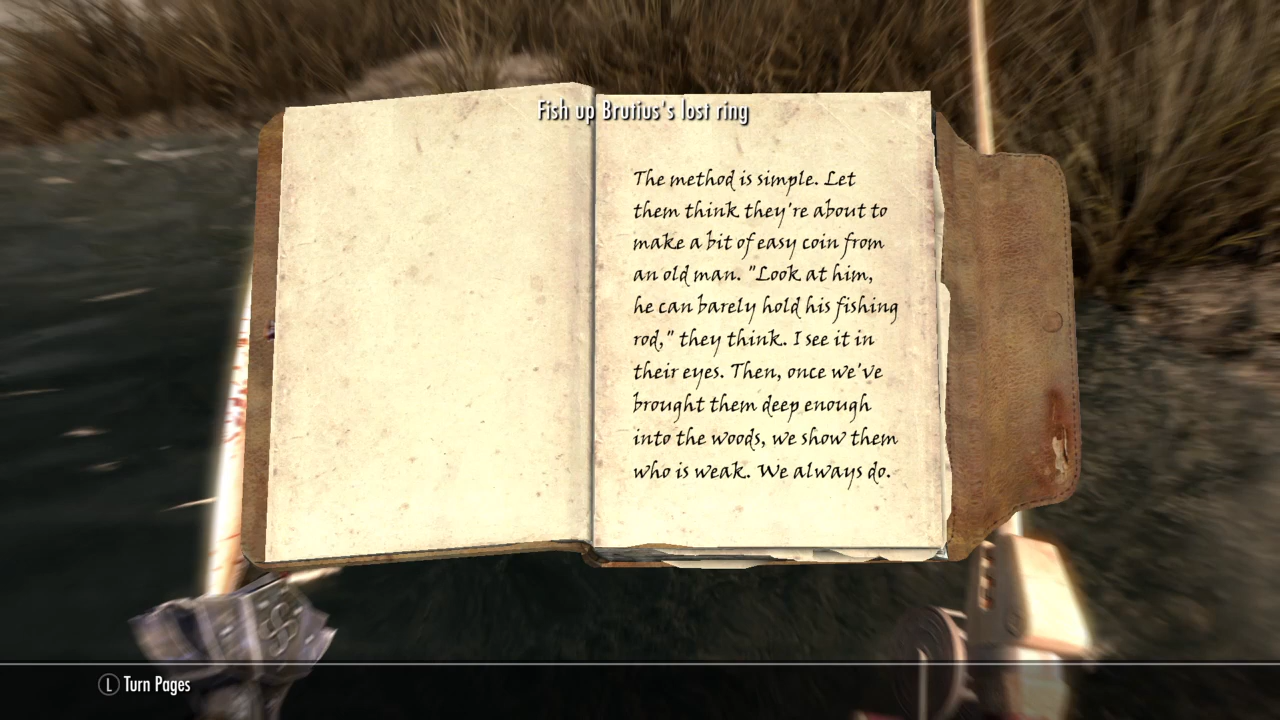 Fish up Brutius's lost ring
The method is simple. Let
them think they're about to
make a bit of easy coin from
an old man. "Look at him,
he can barely hold his fishing
rod," they think. I see it in
their eyes. Then, once we've
brought them deep enough
into the woods, we show them
who is weak. We always do.
L Turn Pages